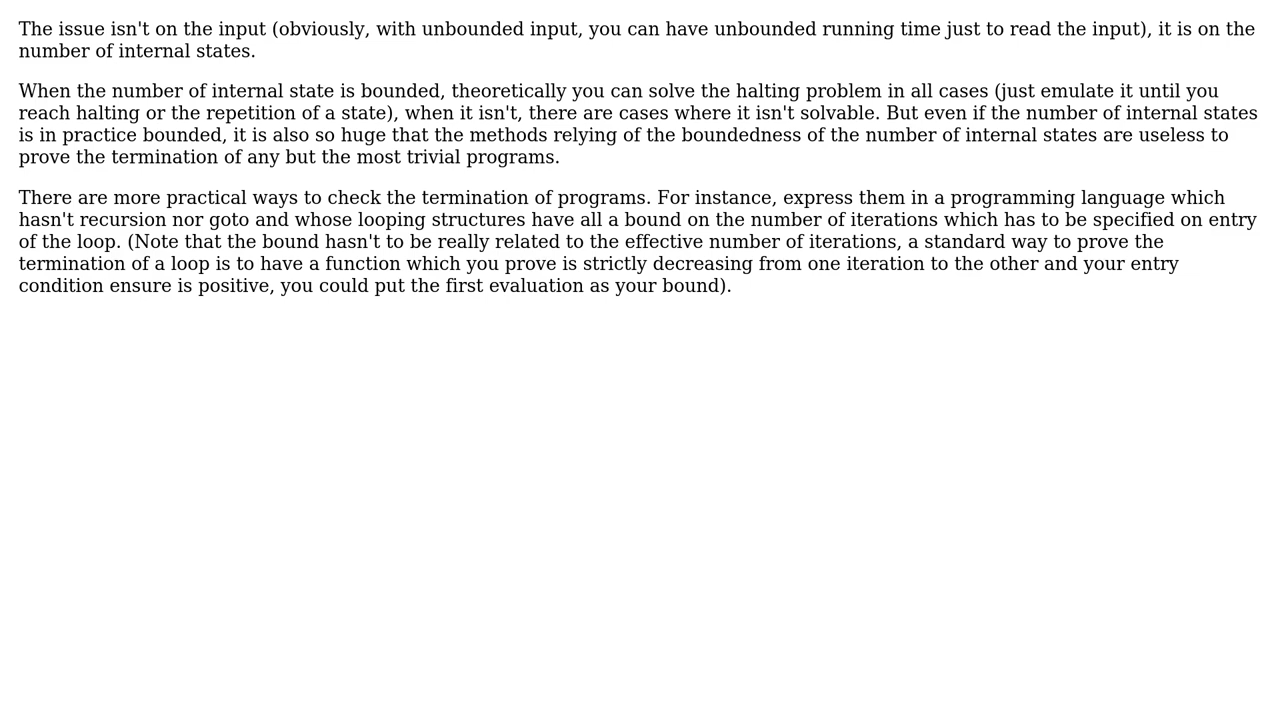 The issue isn't on the input (obviously, with unbounded input, you can have unbounded running time just to read the input), it is on the
number of internal states.
When the number of internal state is bounded, theoretically you can solve the halting problem in all cases (just emulate it until you
reach halting or the repetition of a state), when it isn't, there are cases where it isn't solvable. But even if the number of internal states
is in practice bounded, it is also so huge that the methods relying of the boundedness of the number of internal states are useless to
prove the termination of any but the most trivial programs.
There are more practical ways to check the termination of programs. For instance, express them in a programming language which
hasn't recursion nor goto and whose looping structures have all a bound on the number of iterations which has to be specified on entry
of the loop. (Note that the bound hasn't to be really related to the effective number of iterations, a standard way to prove the
termination of a loop is to have a function which you prove is strictly decreasing from one iteration to the other and your entry
condition ensure is positive, you could put the first evaluation as your bound).